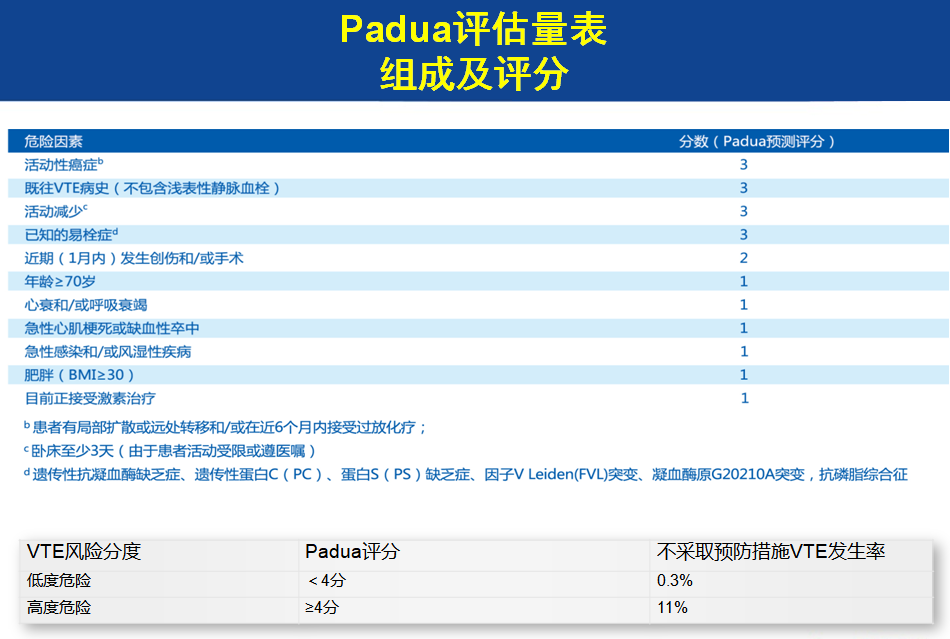 Padua评估量表
组成及评分
危险因素 分数（Padua预测评分）
活动性癌症b 3
既往VTE病史（不包含浅表性静脉血栓） 3
活动减少c 3
已知的易栓症d 3
近期（1月内）发生创伤和/或手术 2
年龄≥70岁 1
心衰和/或呼吸衰竭 1
急性心肌梗死或缺血性卒中 1
急性感染和/或风湿性疾病 1
肥胖（BMI≥30） 1
目前正接受激素治疗 1
b 患者有局部扩散或远处转移和/或在近6个月内接受过放化疗；
c 卧床至少3天（由于患者活动受限或遵医嘱）
d 遗传性抗凝血酶缺乏症、遗传性蛋白C（PC）、蛋白S（PS）缺乏症、因子V Leiden(FVL)突变、凝血酶原G20210A突变，抗磷脂综合征
VTE风险分度 Padua评分 不采取预防措施VTE发生率
低度危险 ＜4分 0.3%
高度危险 ≥4分 11%